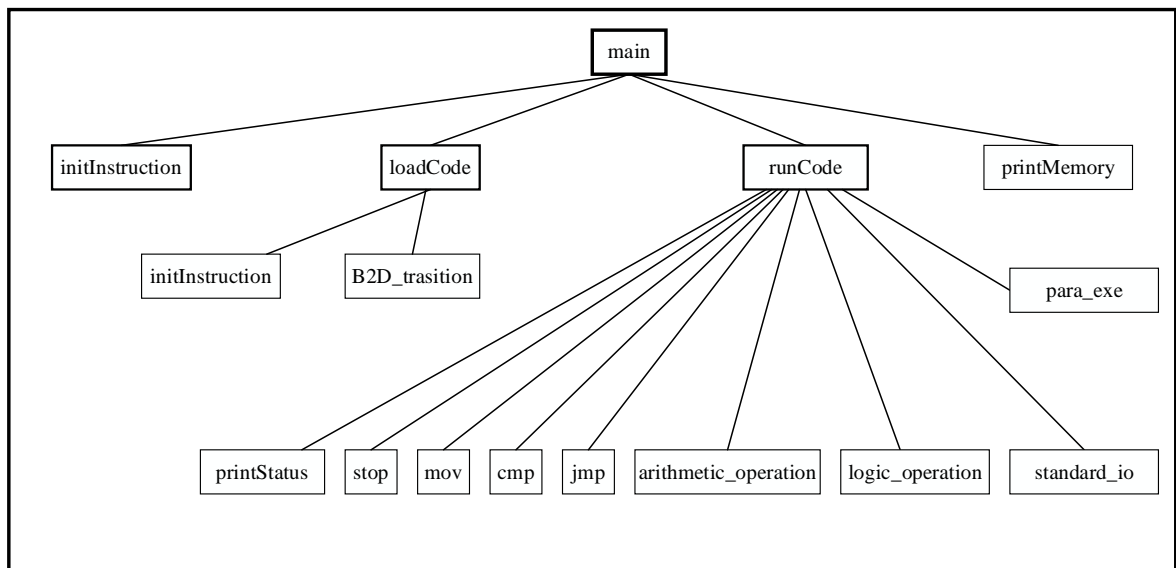 main
initInstruction
loadCode
runCode
printMemory
initInstruction
B2D_trasition
para_exe
printStatus
stop
mov
cmp
jmp
arithmetic_operation
logic_operation
standard_io